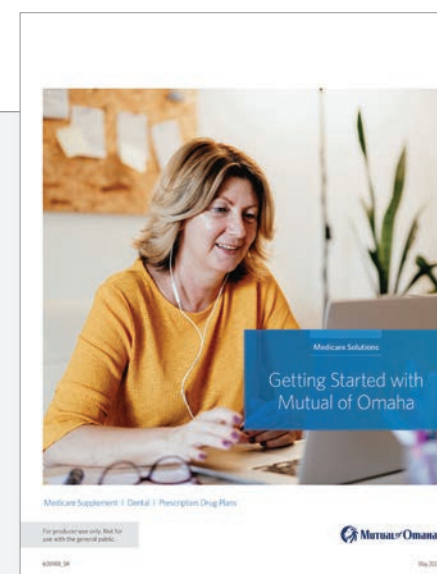 Medicare Solutions
Getting Started with
Mutual of Omaha
Medicare Supplement | Dental | Prescription Drug Plans
For producer use only. Not for
use with the general public.
Mutual of Omaha
May